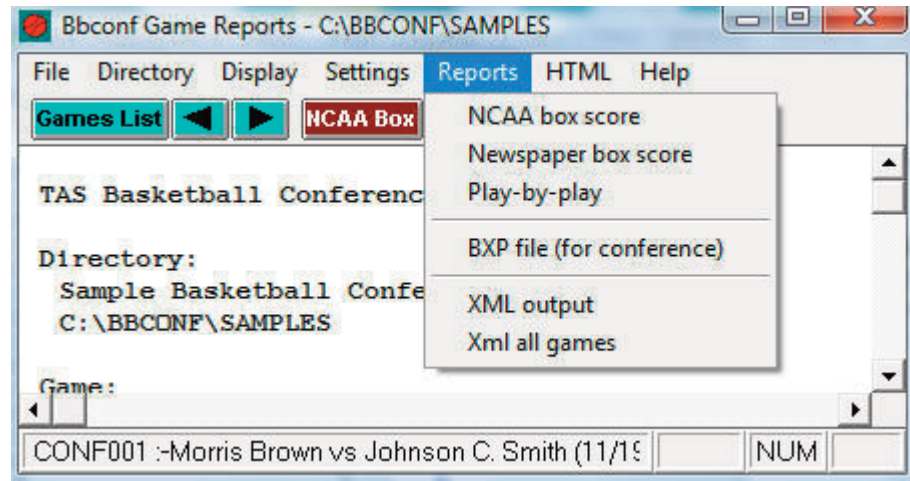 Bbconf Game Reports - C:\BBCONF\SAMPLES
File Directory Display Settings Reports HTML Help
Games List NCAA Box
NCAA box score
Newspaper box score
Play-by-play
BXP file (for conference)
XML output
Xml all games
TAS Basketball Conferenc
Directory:
Sample Basketball Confe
C:\BBCONF\SAMPLES
Game:
CONF001 :-Morris Brown vs Johnson C. Smith (11/19
NUM